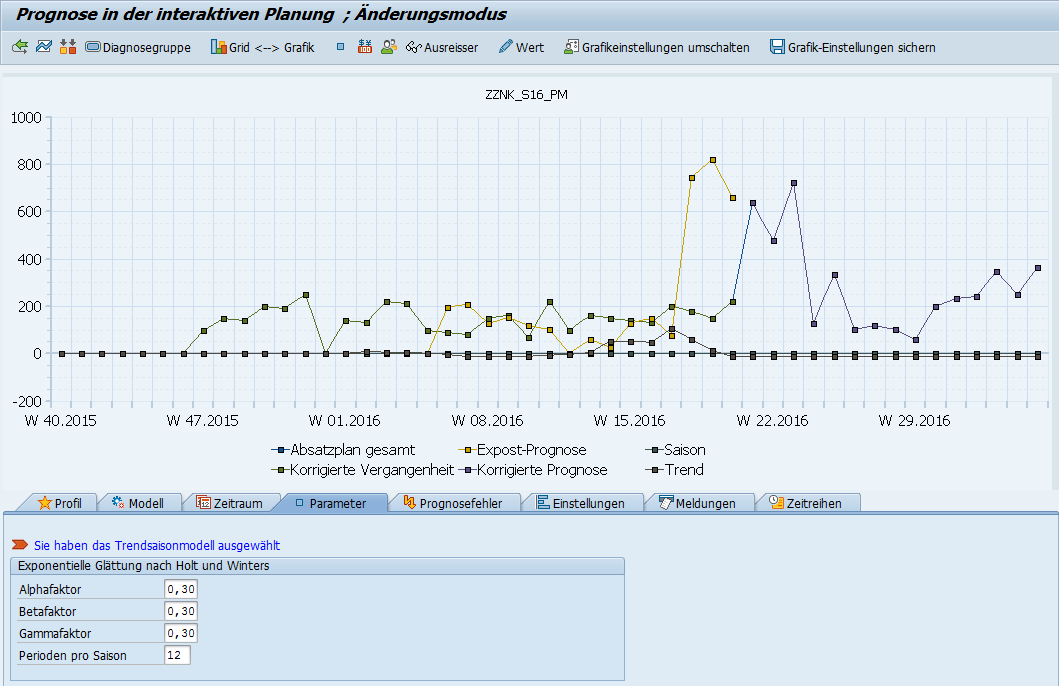 Prognose in der interaktiven Planung ; Änderungsmodus
Diagnosegruppe Grid <--> Grafik Ausreisser Wert Grafikeinstellungen umschalten Grafik-Einstellungen sichern
ZZNK_S16_PM
1000
800
600
400
200
0
-200
W 40.2015 W 47.2015 W 01.2016 W 08.2016 W 15.2016 W 22.2016 W 29.2016
Absatzplan gesamt Expost-Prognose Saison
Korrigierte Vergangenheit Korrigierte Prognose Trend
Profil Modell Zeitraum Parameter Prognosefehler Einstellungen Meldungen Zeitreihen
Sie haben das Trendsaisonmodell ausgewählt
Exponentielle Glättung nach Holt und Winters
Alphafaktor 0,30
Betafaktor 0,30
Gammafaktor 0,30
Perioden pro Saison 12